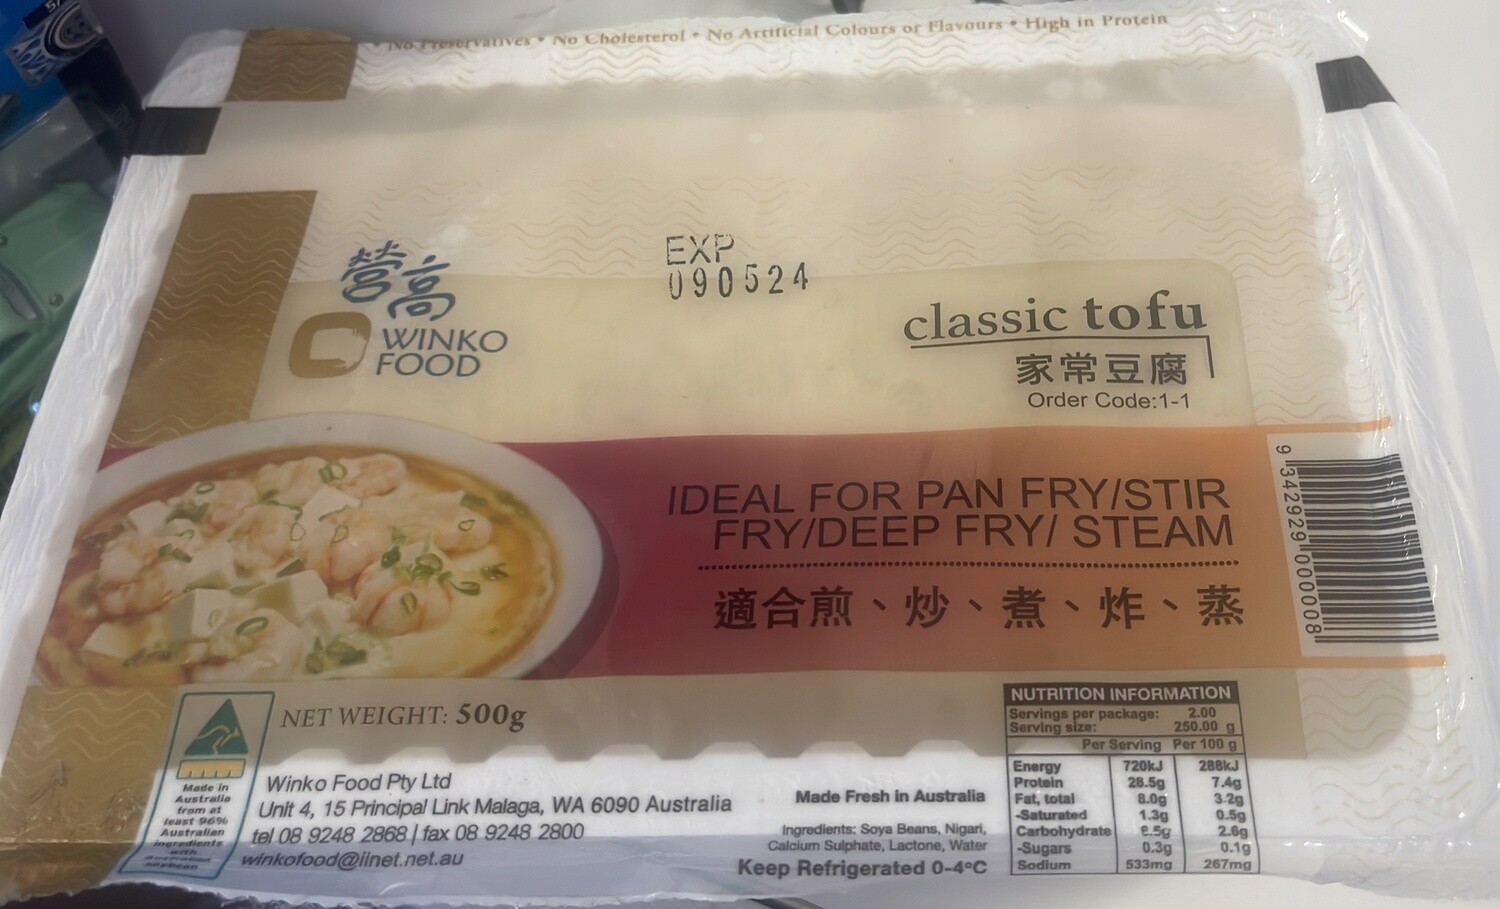 • No Preservatives • No Cholesterol • No Artificial Colours or Flavours • High in Protein
營高
WINKO
FOOD
EXP
090524
classic tofu
家常豆腐
Order Code:1-1
IDEAL FOR PAN FRY/STIR
FRY/DEEP FRY/ STEAM
適合煎、炒、煮、炸、蒸
9 342929 000008
NET WEIGHT: 500g
Made in
Australia
from at
least 96%
Australian
ingredients
with
Australian
soybean
Winko Food Pty Ltd
Unit 4, 15 Principal Link Malaga, WA 6090 Australia
tel 08 9248 2868 | fax 08 9248 2800
winkofood@iinet.net.au
Made Fresh in Australia
Ingredients: Soya Beans, Nigari,
Calcium Sulphate, Lactone, Water
Keep Refrigerated 0-4°C
NUTRITION INFORMATION
Servings per package: 2.00
Serving size: 250.00 g
Per Serving Per 100 g
Energy 720kJ 288kJ
Protein 28.5g 7.4g
Fat, total 8.0g 3.2g
-Saturated 1.3g 0.5g
Carbohydrate 2.6g
-Sugars 0.3g 0.1g
Sodium 533mg 267mg